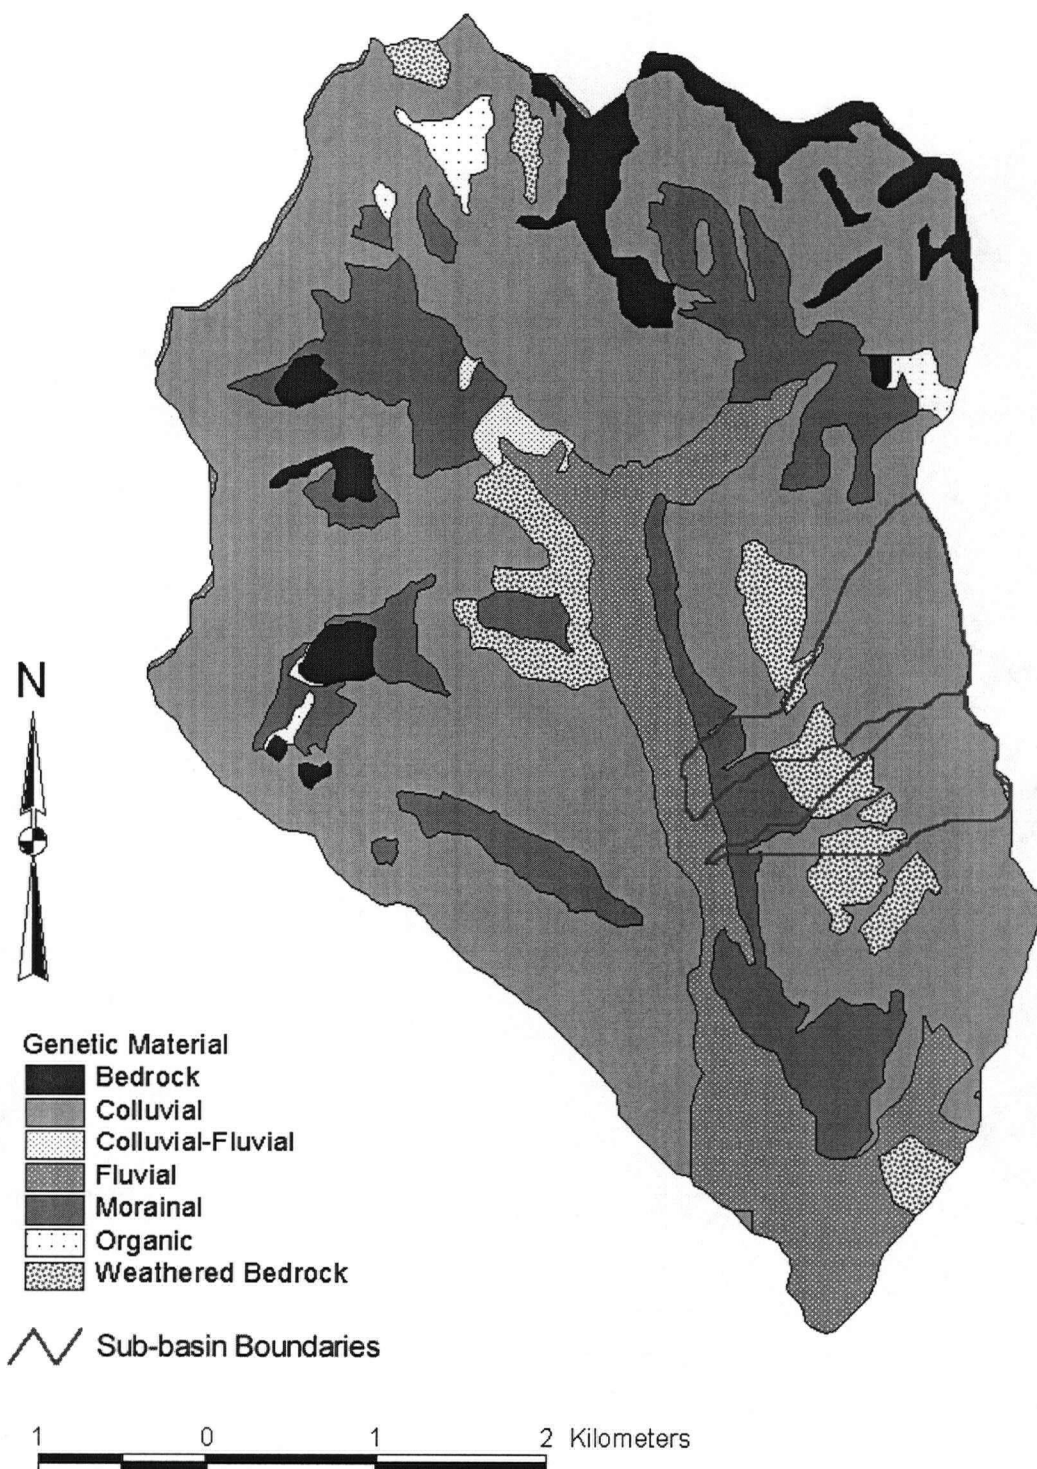 N
Genetic Material
Bedrock
Colluvial
Colluvial-Fluvial
Fluvial
Morainal
Organic
Weathered Bedrock
Sub-basin Boundaries
1 0 1 2 Kilometers